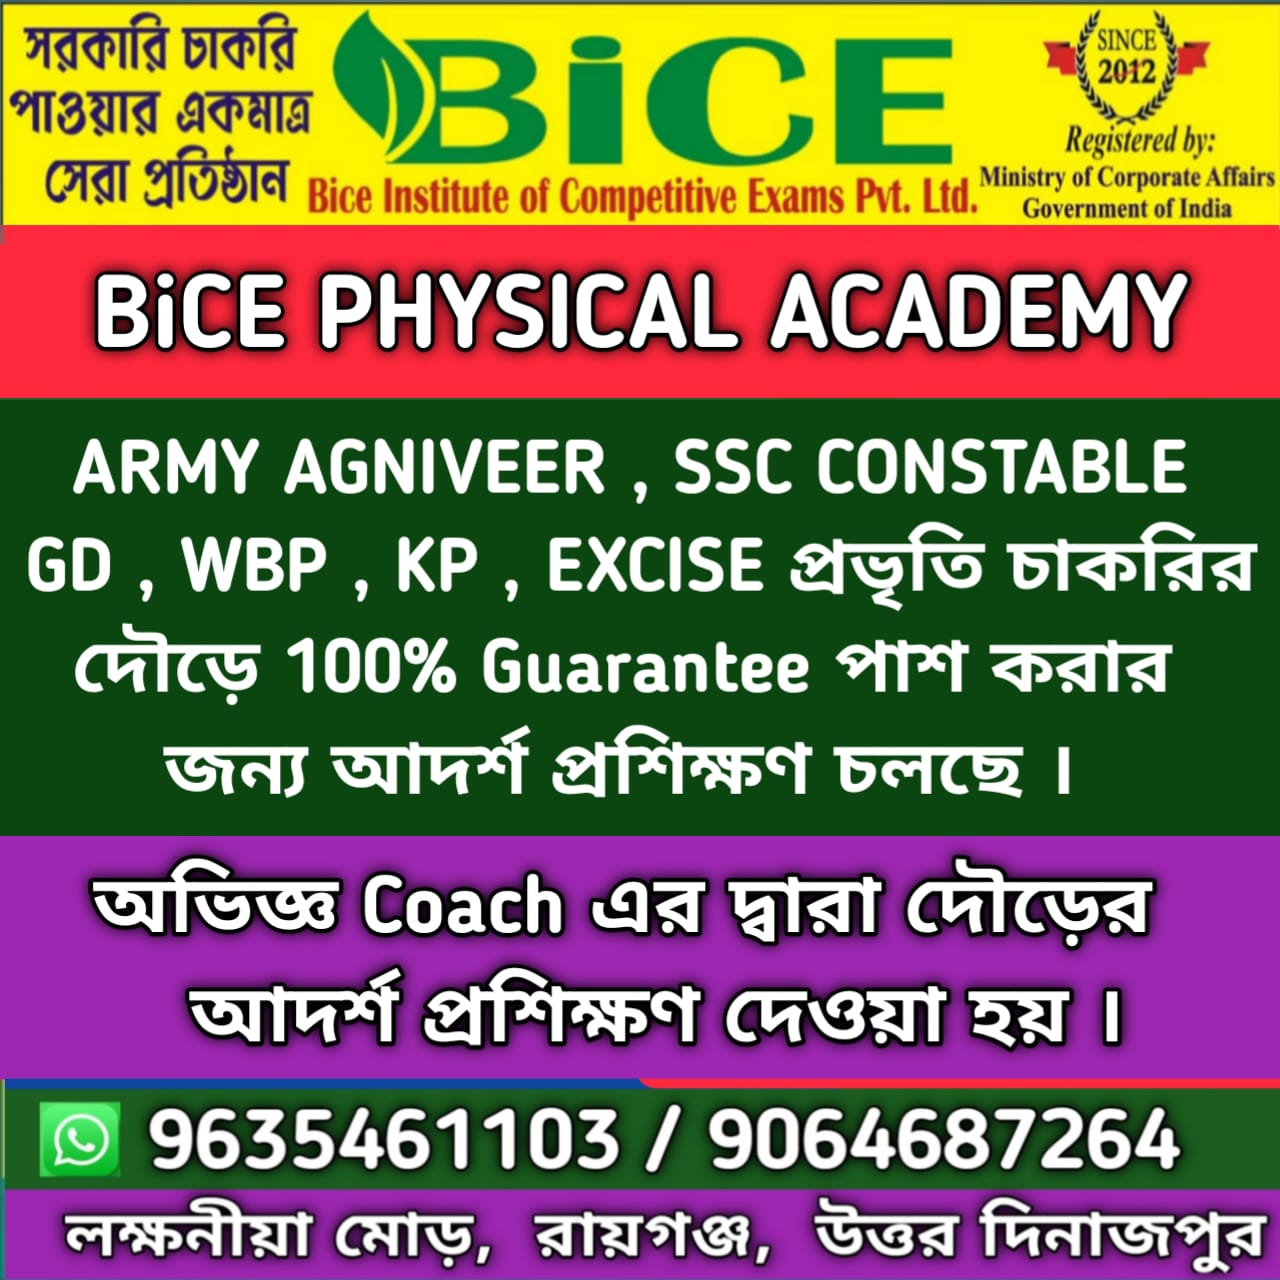 সরকারি চাকরি
পাওয়ার একমাত্র
সেরা প্রতিষ্ঠান
BiCE
Bice Institute of Competitive Exams Pvt. Ltd.
SINCE
2012
Registered by:
Ministry of Corporate Affairs
Government of India
BiCE PHYSICAL ACADEMY
ARMY AGNIVEER , SSC CONSTABLE
GD , WBP , KP , EXCISE প্রভৃতি চাকরির
দৌড়ে 100% Guarantee পাশ করার
জন্য আদর্শ প্রশিক্ষণ চলছে ।
অভিজ্ঞ Coach এর দ্বারা দৌড়ের
আদর্শ প্রশিক্ষণ দেওয়া হয় ।
9635461103 / 9064687264
লক্ষনীয়া মোড়, রায়গঞ্জ, উত্তর দিনাজপুর